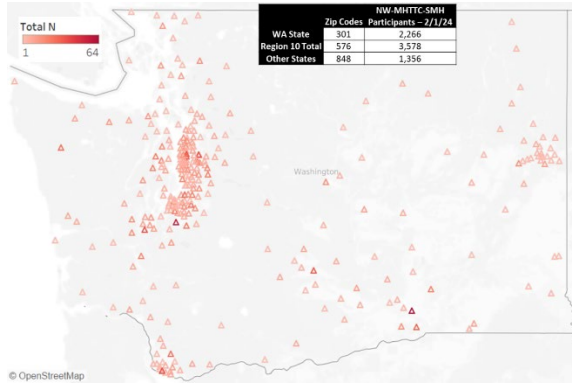 Total N
1 64
NW-MHTTC-SMH
Zip Codes Participants – 2/1/24
WA State 301 2,266
Region 10 Total 576 3,578
Other States 848 1,356
Washington
© OpenStreetMap